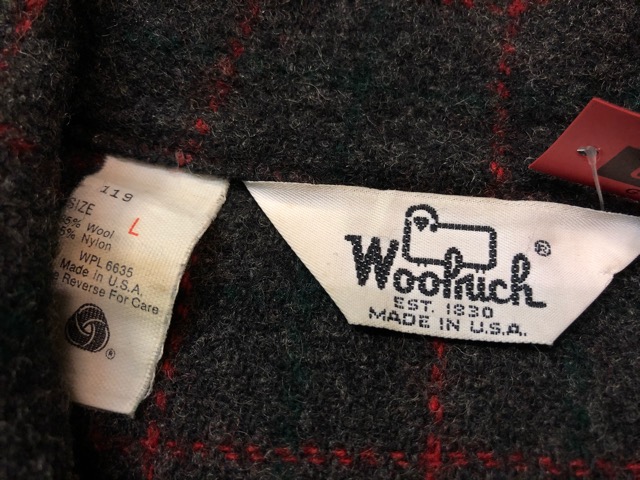 119
SIZE L
5% Wool
5% Nylon
WPL 6635
Made in U.S.A.
Reverse For Care
®
Woolrich®
EST. 1830
MADE IN U.S.A.